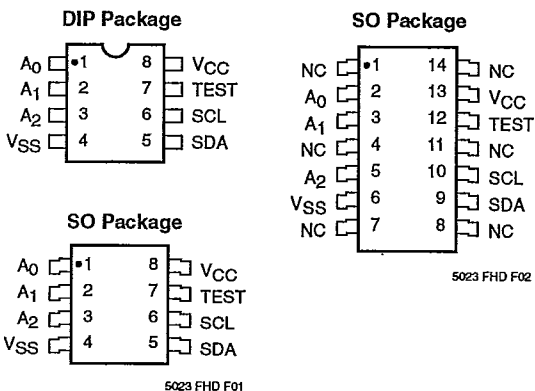 DIP Package
A0 1 8 VCC
A1 2 7 TEST
A2 3 6 SCL
VSS 4 5 SDA
SO Package
A0 1 8 VCC
A1 2 7 TEST
A2 3 6 SCL
VSS 4 5 SDA
5023 FHD F01
SO Package
NC 1 14 NC
A0 2 13 VCC
A1 3 12 TEST
NC 4 11 NC
A2 5 10 SCL
VSS 6 9 SDA
NC 7 8 NC
5023 FHD F02